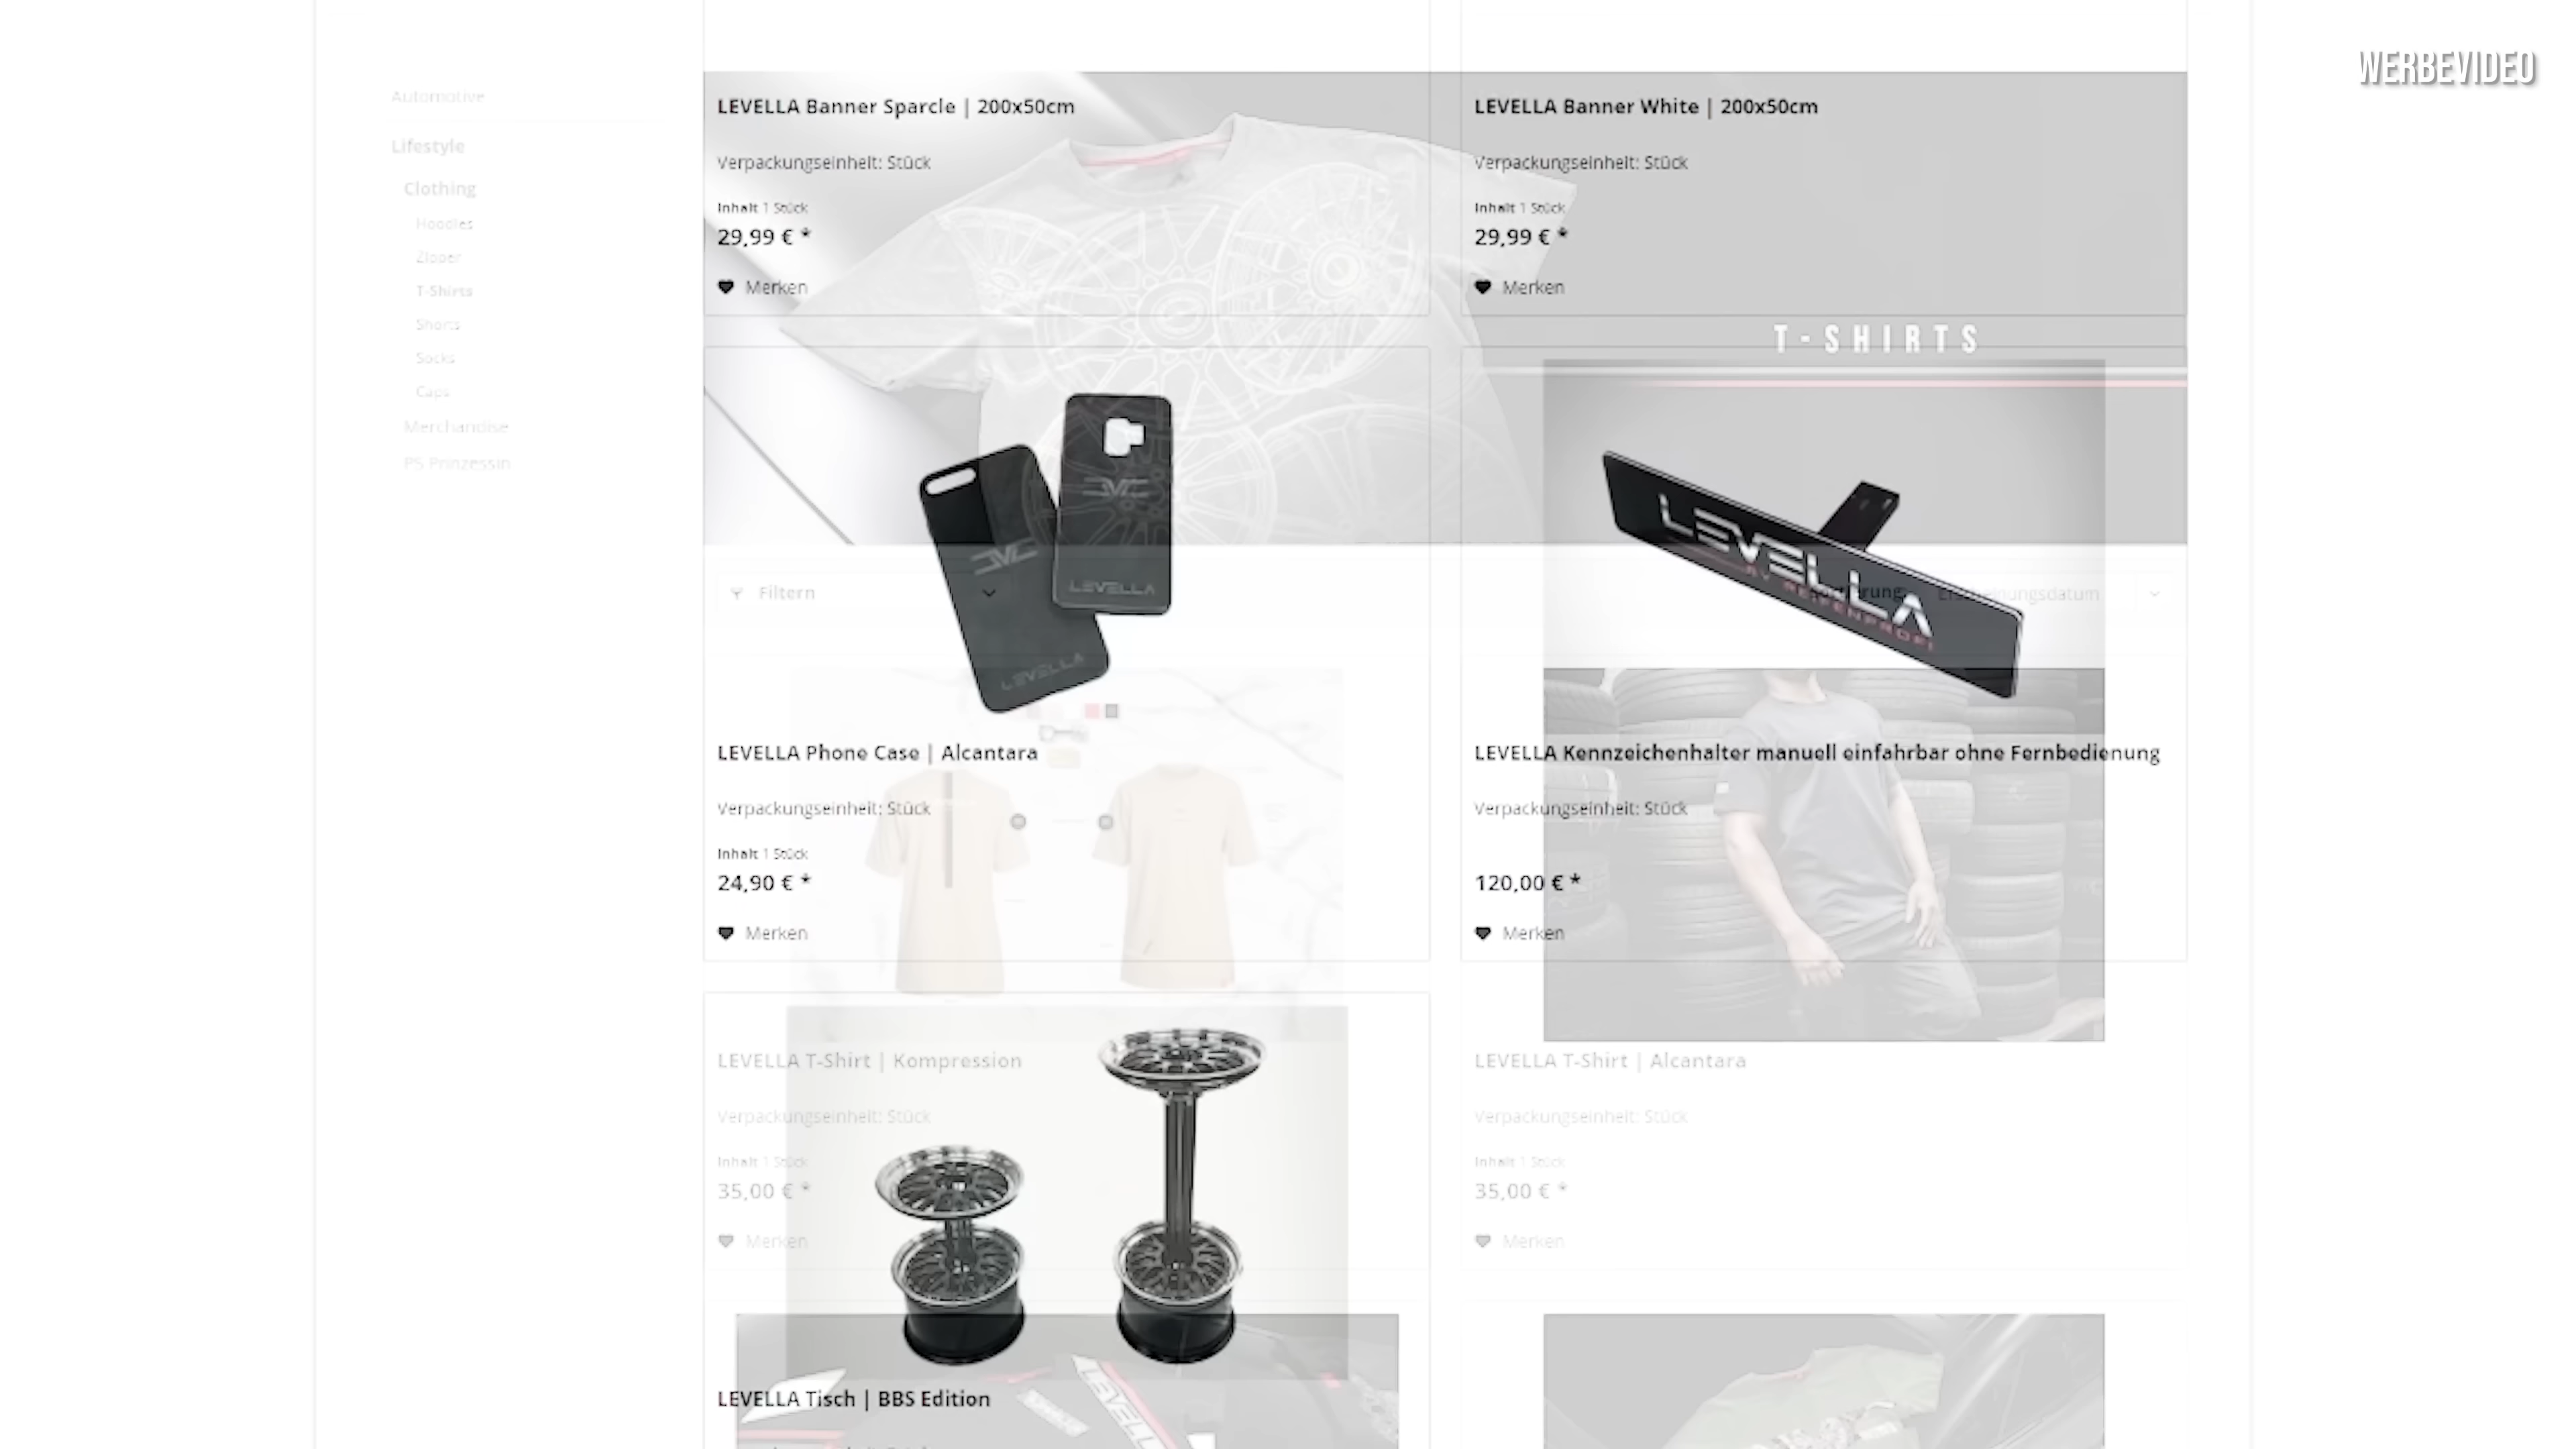 WERBEVIDEO
Automotive
Lifestyle
Clothing
Hoodies
Zipper
T-Shirts
Shorts
Socks
Caps
Merchandise
PS Prinzessin
LEVELLA Banner Sparcle | 200x50cm
Verpackungseinheit: Stück
Inhalt 1 Stück
29,99 € *
Merken
LEVELLA Banner White | 200x50cm
Verpackungseinheit: Stück
Inhalt 1 Stück
29,99 € *
Merken
T-SHIRTS
Filtern
LEVELLA
LEVELLA
LEVELLA
LEVELLA Phone Case | Alcantara
Verpackungseinheit: Stück
Inhalt 1 Stück
24,90 € *
Merken
LEVELLA Kennzeichenhalter manuell einfahrbar ohne Fernbedienung
Verpackungseinheit: Stück
120,00 € *
Merken
LEVELLA T-Shirt | Kompression
Verpackungseinheit: Stück
Inhalt 1 Stück
35,00 € *
Merken
LEVELLA T-Shirt | Alcantara
Verpackungseinheit: Stück
Inhalt 1 Stück
35,00 € *
Merken
LEVELLA Tisch | BBS Edition